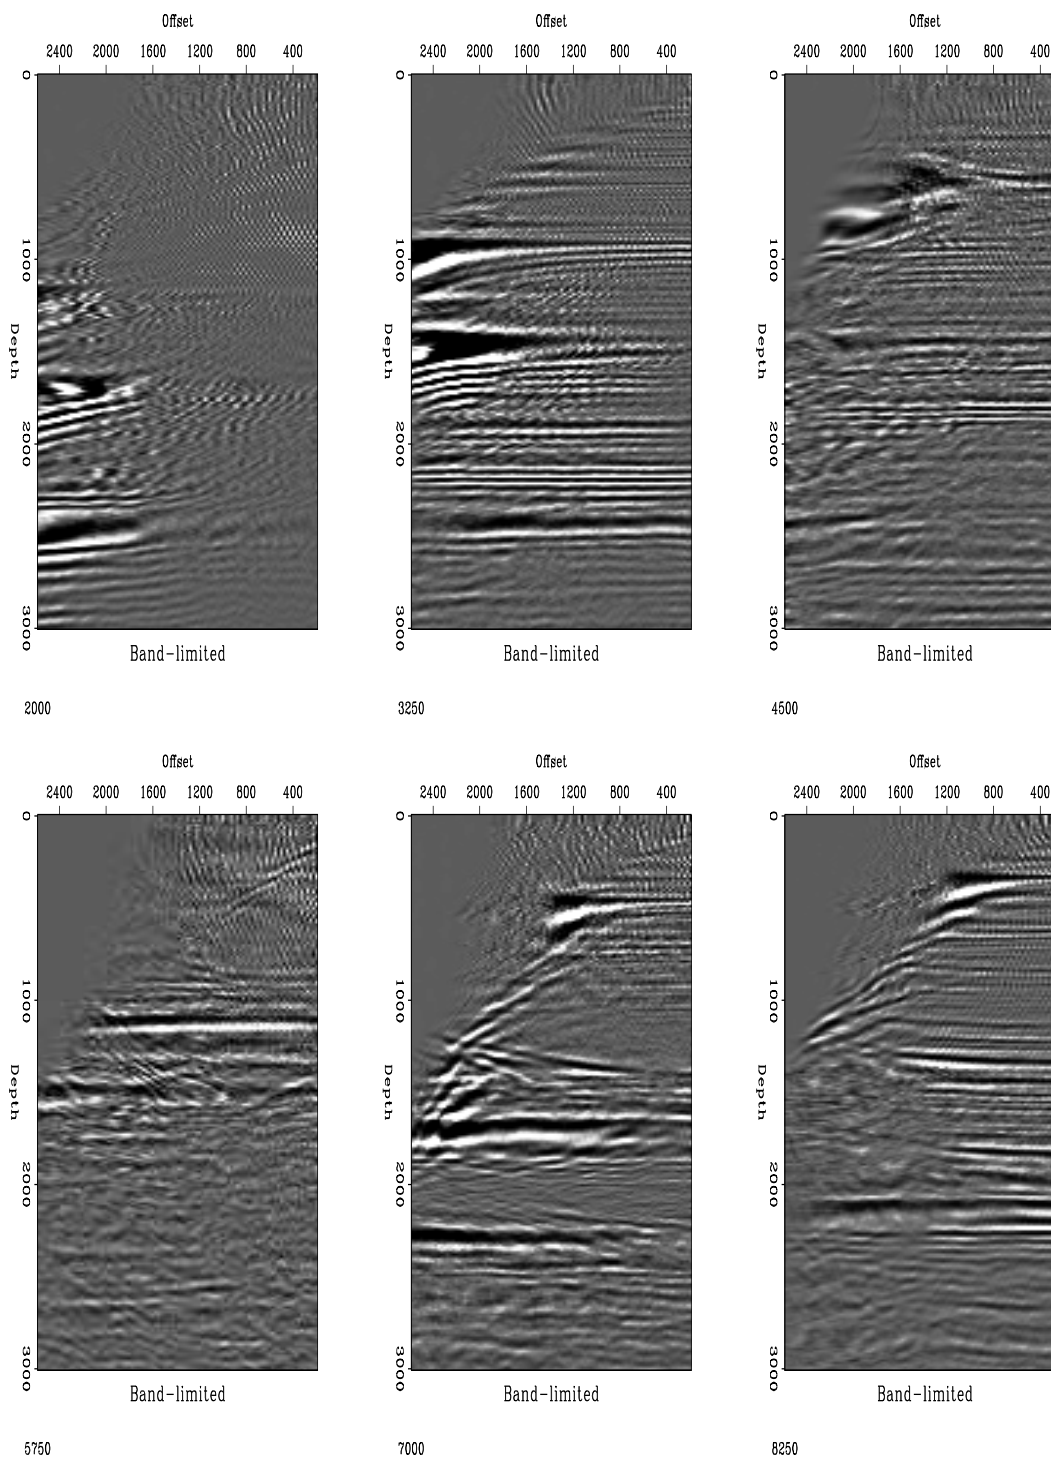 Offset Offset Offset
2400 2000 1600 1200 800 400 2400 2000 1600 1200 800 400 2400 2000 1600 1200 800 400
0 0 0
1000 1000 1000
Depth Depth Depth
2000 2000 2000
3000 3000 3000
Band-limited Band-limited Band-limited
2000 3250 4500
Offset Offset Offset
2400 2000 1600 1200 800 400 2400 2000 1600 1200 800 400 2400 2000 1600 1200 800 400
0 0 0
1000 1000 1000
Depth Depth Depth
2000 2000 2000
3000 3000 3000
Band-limited Band-limited Band-limited
5750 7000 8250